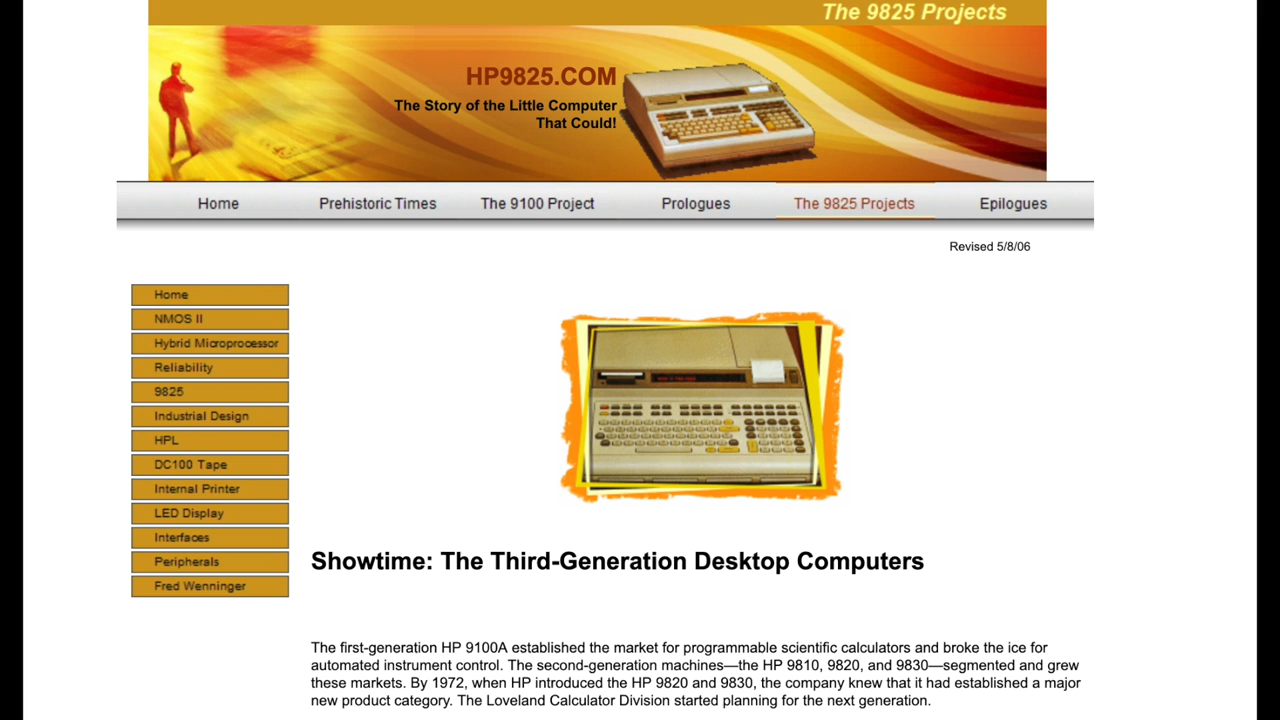 The 9825 Projects
HP9825.COM
The Story of the Little Computer
That Could!
Home
Prehistoric Times
The 9100 Project
Prologues
The 9825 Projects
Epilogues
Revised 5/8/06
Home
NMOS II
Hybrid Microprocessor
Reliability
9825
Industrial Design
HPL
DC100 Tape
Internal Printer
LED Display
Interfaces
Peripherals
Fred Wenninger
Showtime: The Third-Generation Desktop Computers
The first-generation HP 9100A established the market for programmable scientific calculators and broke the ice for
automated instrument control. The second-generation machines—the HP 9810, 9820, and 9830—segmented and grew
these markets. By 1972, when HP introduced the HP 9820 and 9830, the company knew that it had established a major
new product category. The Loveland Calculator Division started planning for the next generation.